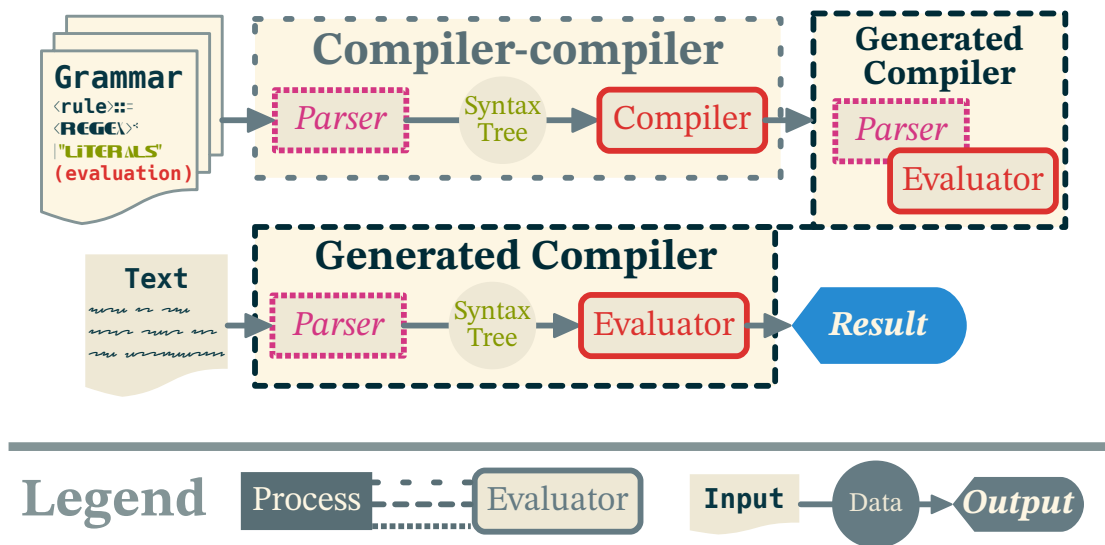 Compiler-compiler
Generated
Compiler
Grammar
<rule>::=
<REGEX>*
|"LiTERALS"
(evaluation)
Parser
Syntax
Tree
Compiler
Parser
Evaluator
Generated Compiler
Text
Parser
Syntax
Tree
Evaluator
Result
Legend
Process
Evaluator
Input
Data
Output